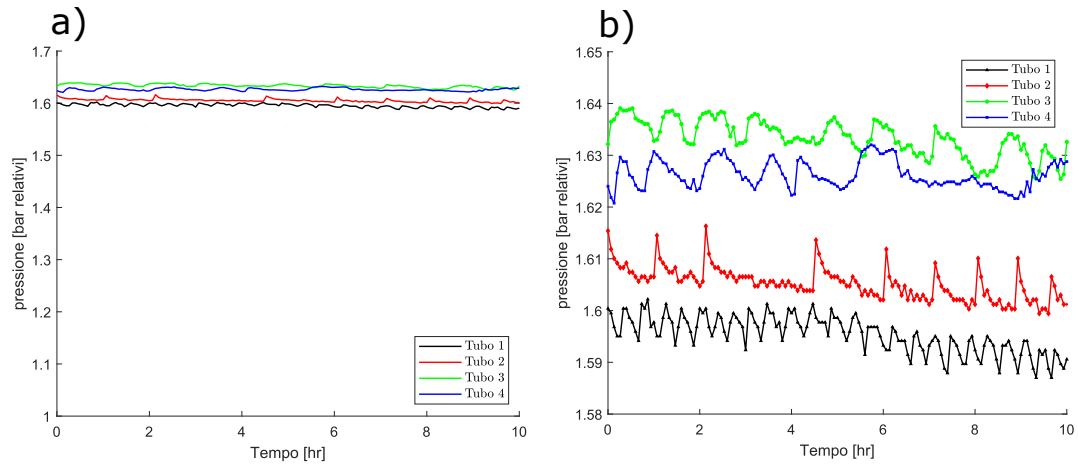 a)
1.7
1.6
1.5
1.4
1.3
1.2
1.1
1
pressione [bar relativi]
0 2 4 6 8 10
Tempo [hr]
Tubo 1
Tubo 2
Tubo 3
Tubo 4
b)
1.65
1.64
1.63
1.62
1.61
1.6
1.59
1.58
pressione [bar relativi]
0 2 4 6 8 10
Tempo [hr]
Tubo 1
Tubo 2
Tubo 3
Tubo 4